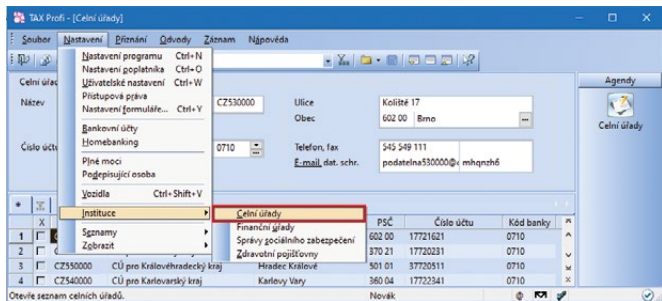 TAX Profi - [Celní úřady]
Soubor Nastavení Přiznání Odvody Záznam Nápověda
Nastavení programu Ctrl+N
Nastavení poplatníka Ctrl+O
Uživatelské nastavení Ctrl+W
Přístupová práva
Nastavení formuláře... Ctrl+Y
Bankovní účty
Homebanking
Plné moci
Podepisující osoba
Vozidla Ctrl+Shift+V
Instituce
Seznamy
Zobrazit
Celní úřady
Finanční úřady
Správy sociálního zabezpečení
Zdravotní pojišťovny
Celní úřad
Název CZ530000 Ulice Koliště 17
Obec 602 00 Brno
Číslo účtu 0710 Telefon, fax 545 549 111
E-mail, dat. schr. podatelna530000@ mhqnzh6
Agendy
Celní úřady
X PSČ Číslo účtu Kód banky
1 602 00 17721621 0710
2 370 21 17720231 0710
3 CZ550000 CÚ pro Královéhradecký kraj Hradec Králové 501 01 37720511 0710
4 CZ540000 CÚ pro Karlovarský kraj Karlovy Vary 360 04 17722341 0710
Otevře seznam celních úřadů. Novák